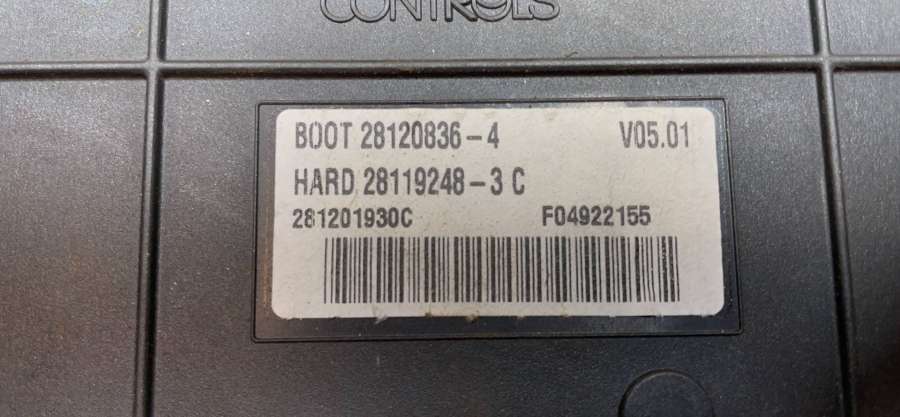 CONTROLS
BOOT 28120836-4 V05.01
HARD 28119248-3 C
281201930C F04922155